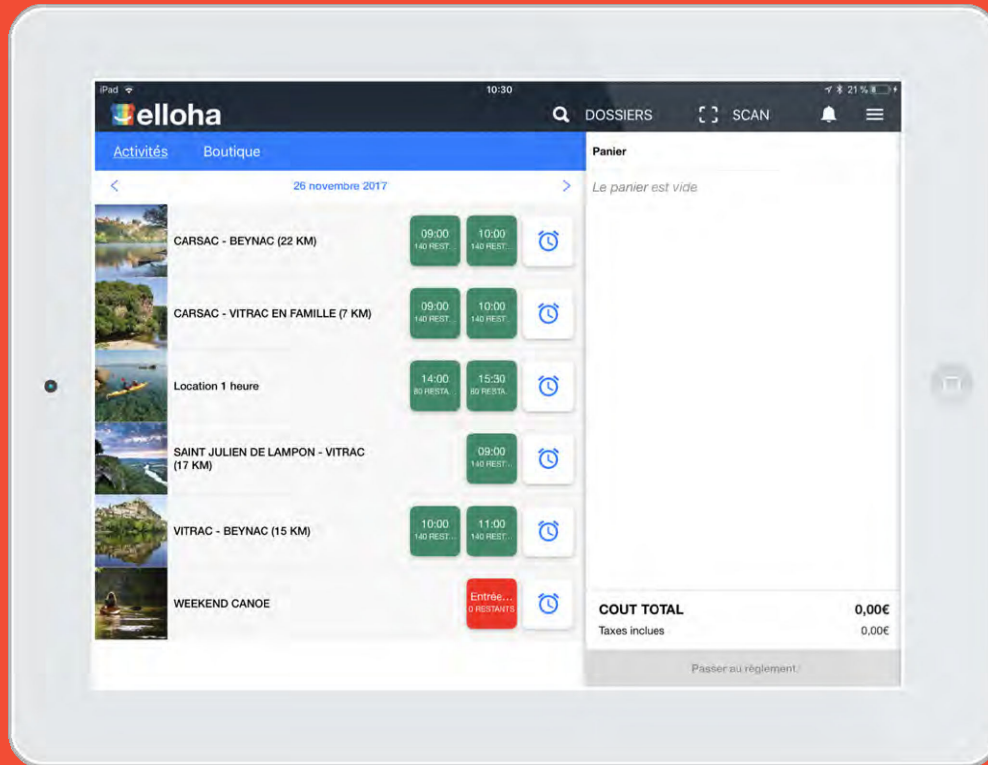 iPad 10:30 21 %
elloha DOSSIERS SCAN
Activités Boutique Panier
26 novembre 2017 Le panier est vide
CARSAC - BEYNAC (22 KM) 09:00 10:00
140 REST... 140 REST...
CARSAC - VITRAC EN FAMILLE (7 KM) 09:00 10:00
140 REST... 140 REST...
Location 1 heure 14:00 15:30
80 RESTA... 80 RESTA...
SAINT JULIEN DE LAMPON - VITRAC 09:00
(17 KM) 140 REST...
VITRAC - BEYNAC (15 KM) 10:00 11:00
140 REST... 140 REST...
WEEKEND CANOE Entrée...
0 RESTANTS
COUT TOTAL 0,00€
Taxes inclues 0,00€
Passer au règlement